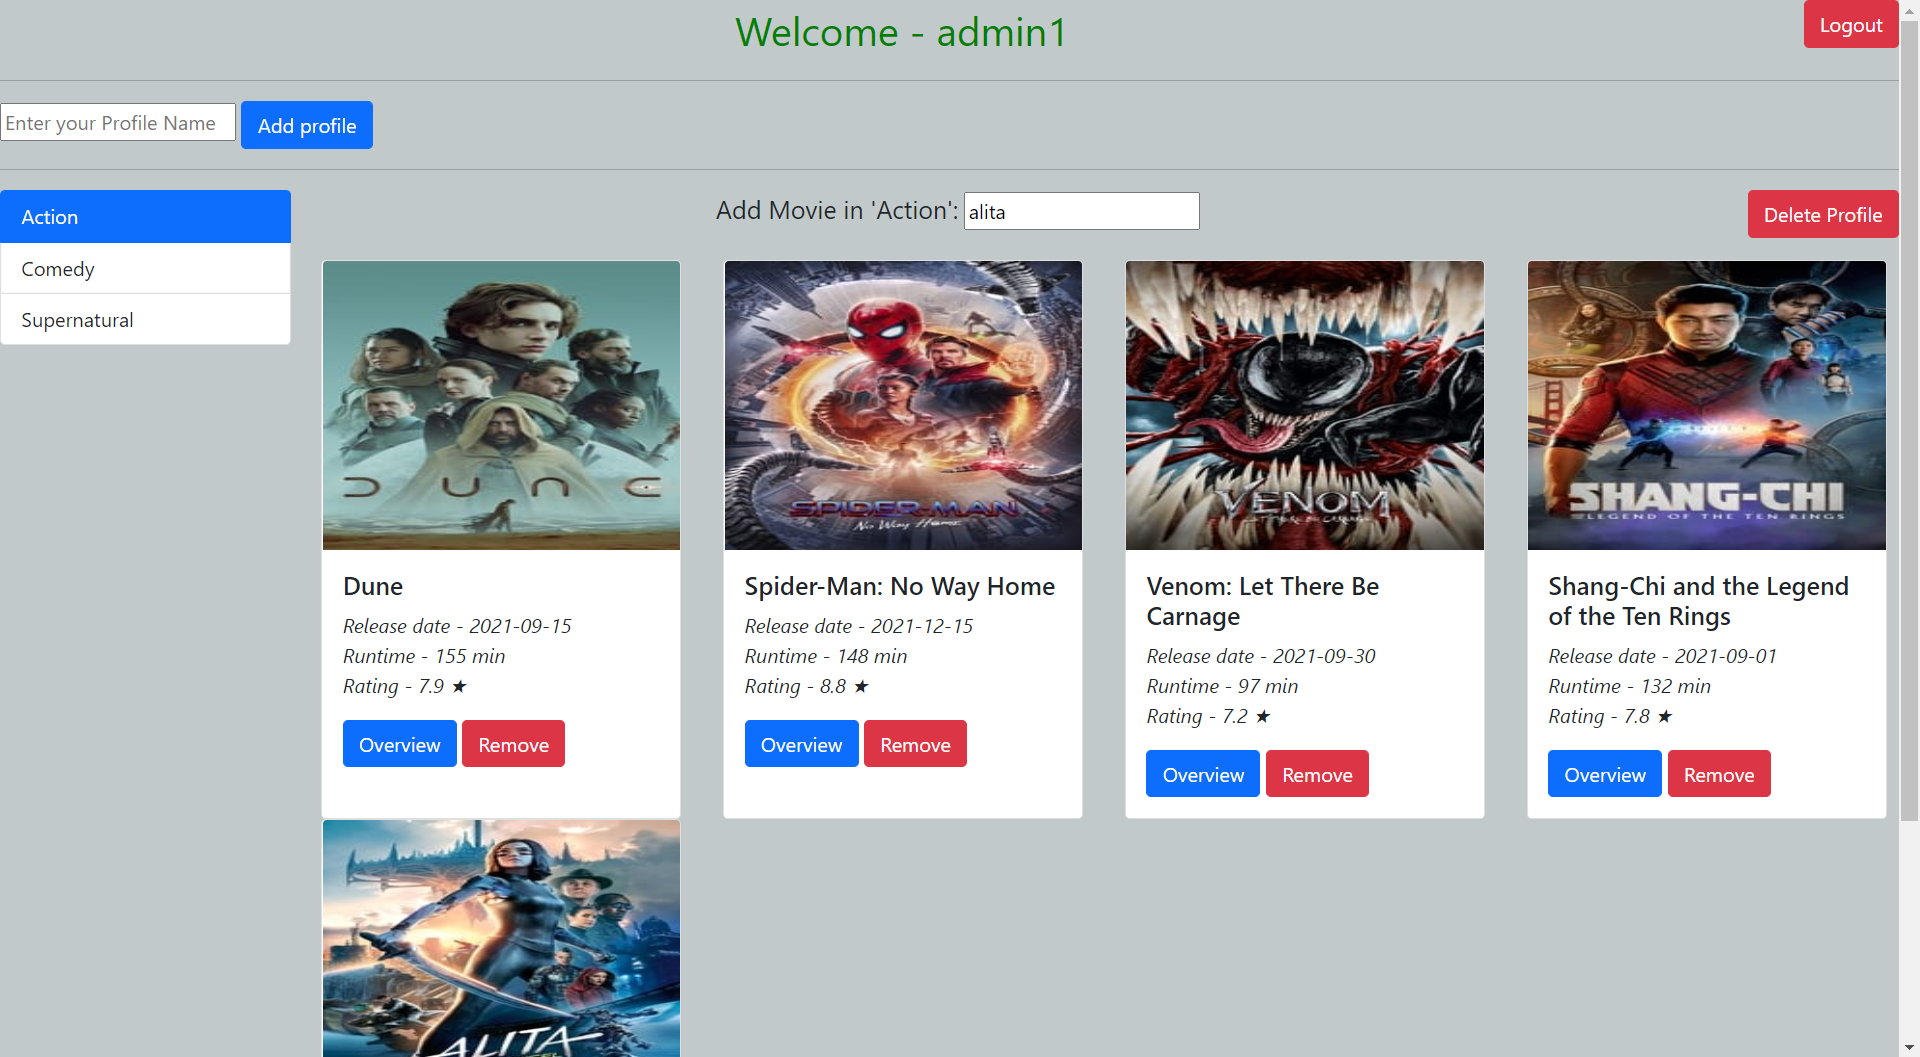 Welcome - admin1
Logout
Enter your Profile Name
Add profile
Action
Comedy
Supernatural
Add Movie in 'Action':
alita
Delete Profile
DUNE
SPIDER-MAN
No Way Home
VENOM
SHANG-CHI
LEGEND OF THE TEN RINGS
Dune
Release date - 2021-09-15
Runtime - 155 min
Rating - 7.9 ★
Overview
Remove
Spider-Man: No Way Home
Release date - 2021-12-15
Runtime - 148 min
Rating - 8.8 ★
Overview
Remove
Venom: Let There Be
Carnage
Release date - 2021-09-30
Runtime - 97 min
Rating - 7.2 ★
Overview
Remove
Shang-Chi and the Legend
of the Ten Rings
Release date - 2021-09-01
Runtime - 132 min
Rating - 7.8 ★
Overview
Remove
ALITA